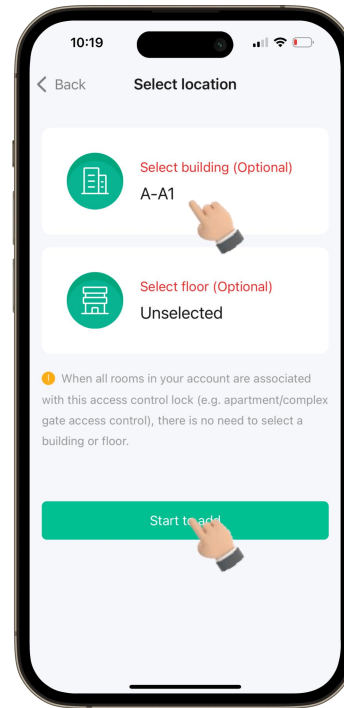 10:19
Back
Select location
Select building (Optional)
A-A1
Select floor (Optional)
Unselected
When all rooms in your account are associated
with this access control lock (e.g. apartment/complex
gate access control), there is no need to select a
building or floor.
Start to add